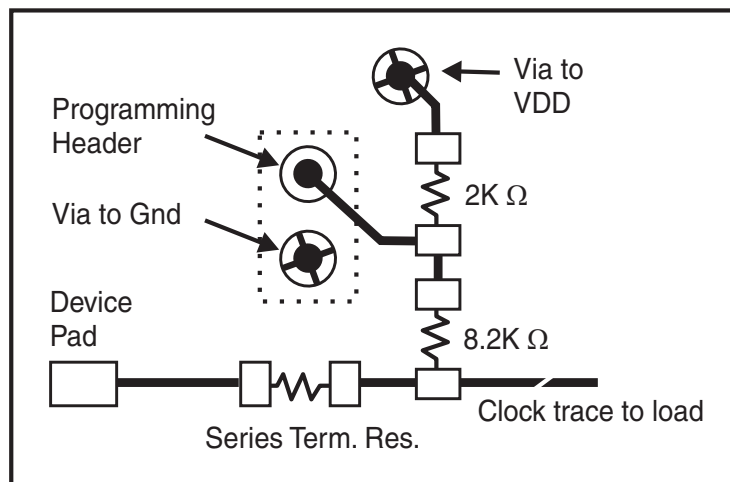 Via to
VDD
Programming
Header
2K Ω
Via to Gnd
Device
Pad
8.2K Ω
Clock trace to load
Series Term. Res.